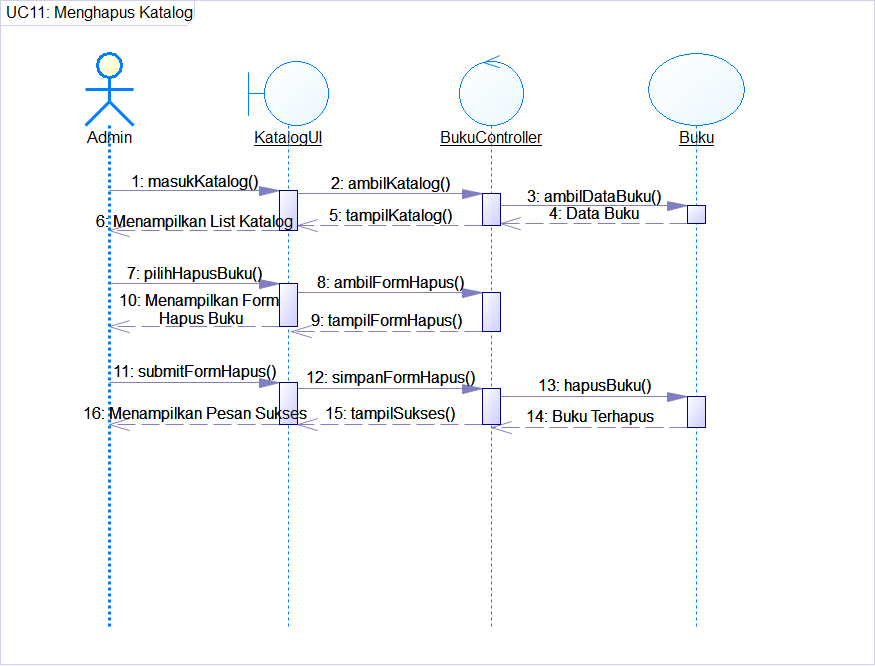 UC11: Menghapus Katalog
Admin
KatalogUI
BukuController
Buku
1: masukKatalog()
2: ambilKatalog()
3: ambilDataBuku()
4: Data Buku
5: tampilKatalog()
6: Menampilkan List Katalog
7: pilihHapusBuku()
8: ambilFormHapus()
9: tampilFormHapus()
10: Menampilkan Form
Hapus Buku
11: submitFormHapus()
12: simpanFormHapus()
13: hapusBuku()
14: Buku Terhapus
15: tampilSukses()
16: Menampilkan Pesan Sukses